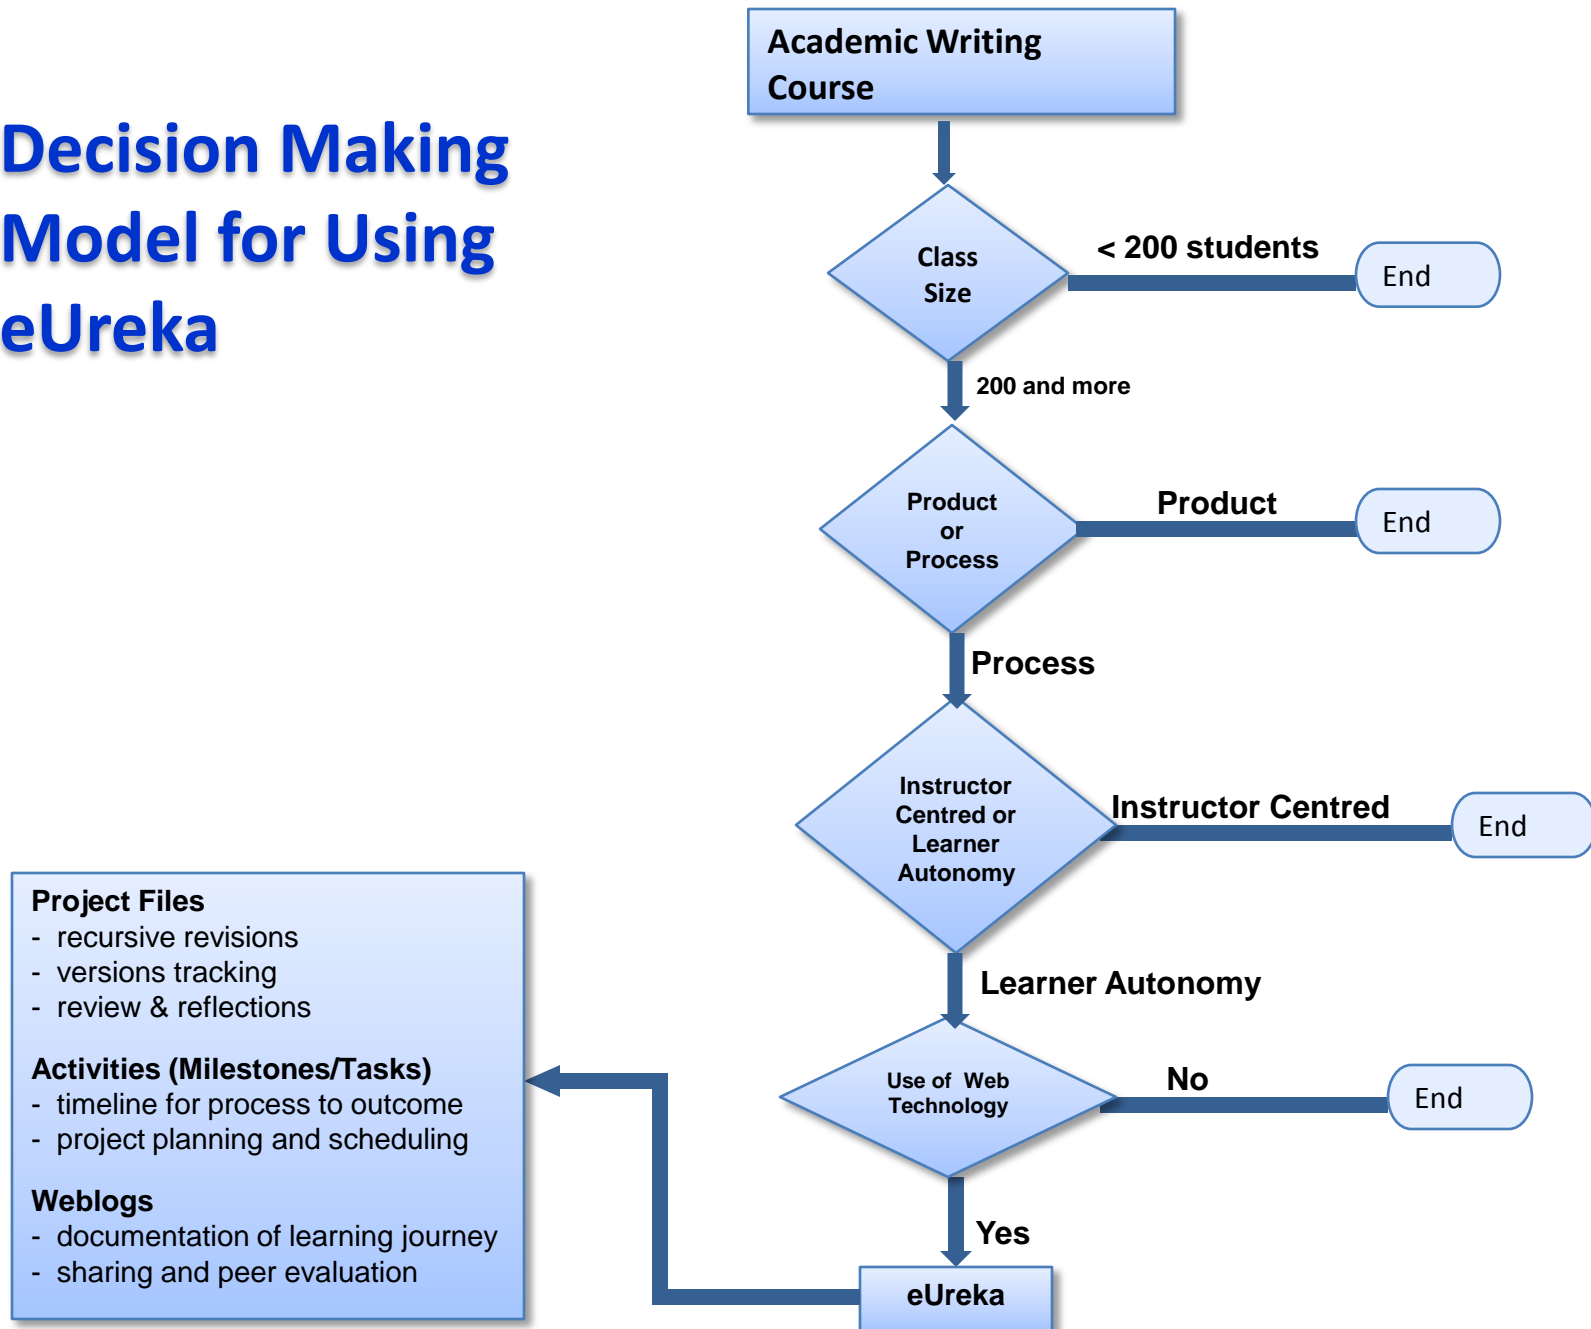 Decision Making
Model for Using
eUreka
Academic Writing
Course
Class
Size
< 200 students
End
200 and more
Product
or
Process
Product
End
Process
Instructor
Centred or
Learner
Autonomy
Instructor Centred
End
Learner Autonomy
Use of Web
Technology
No
End
Yes
eUreka
Project Files
- recursive revisions
- versions tracking
- review & reflections
Activities (Milestones/Tasks)
- timeline for process to outcome
- project planning and scheduling
Weblogs
- documentation of learning journey
- sharing and peer evaluation